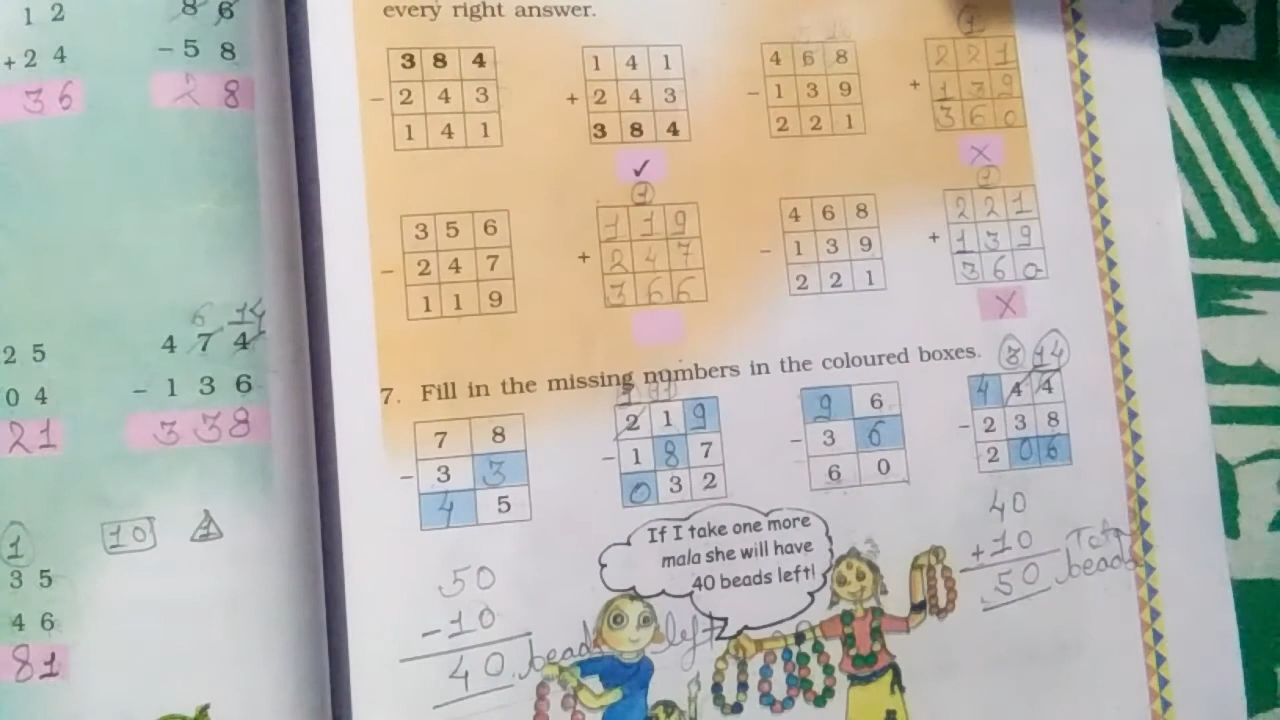 1 2
+ 2 4
3 6
8 6
- 5 8
2 8
2 5
0 4
21
6 14
4 7 4
- 1 3 6
3 3 8
1
10
1
3 5
4 6
81
every right answer.
3 8 4
- 2 4 3
1 4 1
1 4 1
+ 2 4 3
3 8 4
✓
4 6 8
- 1 3 9
2 2 1
1
2 2 1
+ 1 3 9
3 6 0
X
3 5 6
- 2 4 7
1 1 9
1
1 1 9
+ 2 4 7
3 6 6
4 6 8
- 1 3 9
2 2 1
1
2 2 1
+ 1 3 9
3 6 0
X
7. Fill in the missing numbers in the coloured boxes.
7 8
- 3 3
4 5
2 1 9
- 1 8 7
0 3 2
9 6
- 3 6
6 0
3 14
4 4 4
- 2 3 8
2 0 6
If I take one more
mala she will have
40 beads left!
50
- 10
40 beads left
40
+ 10
50 beads